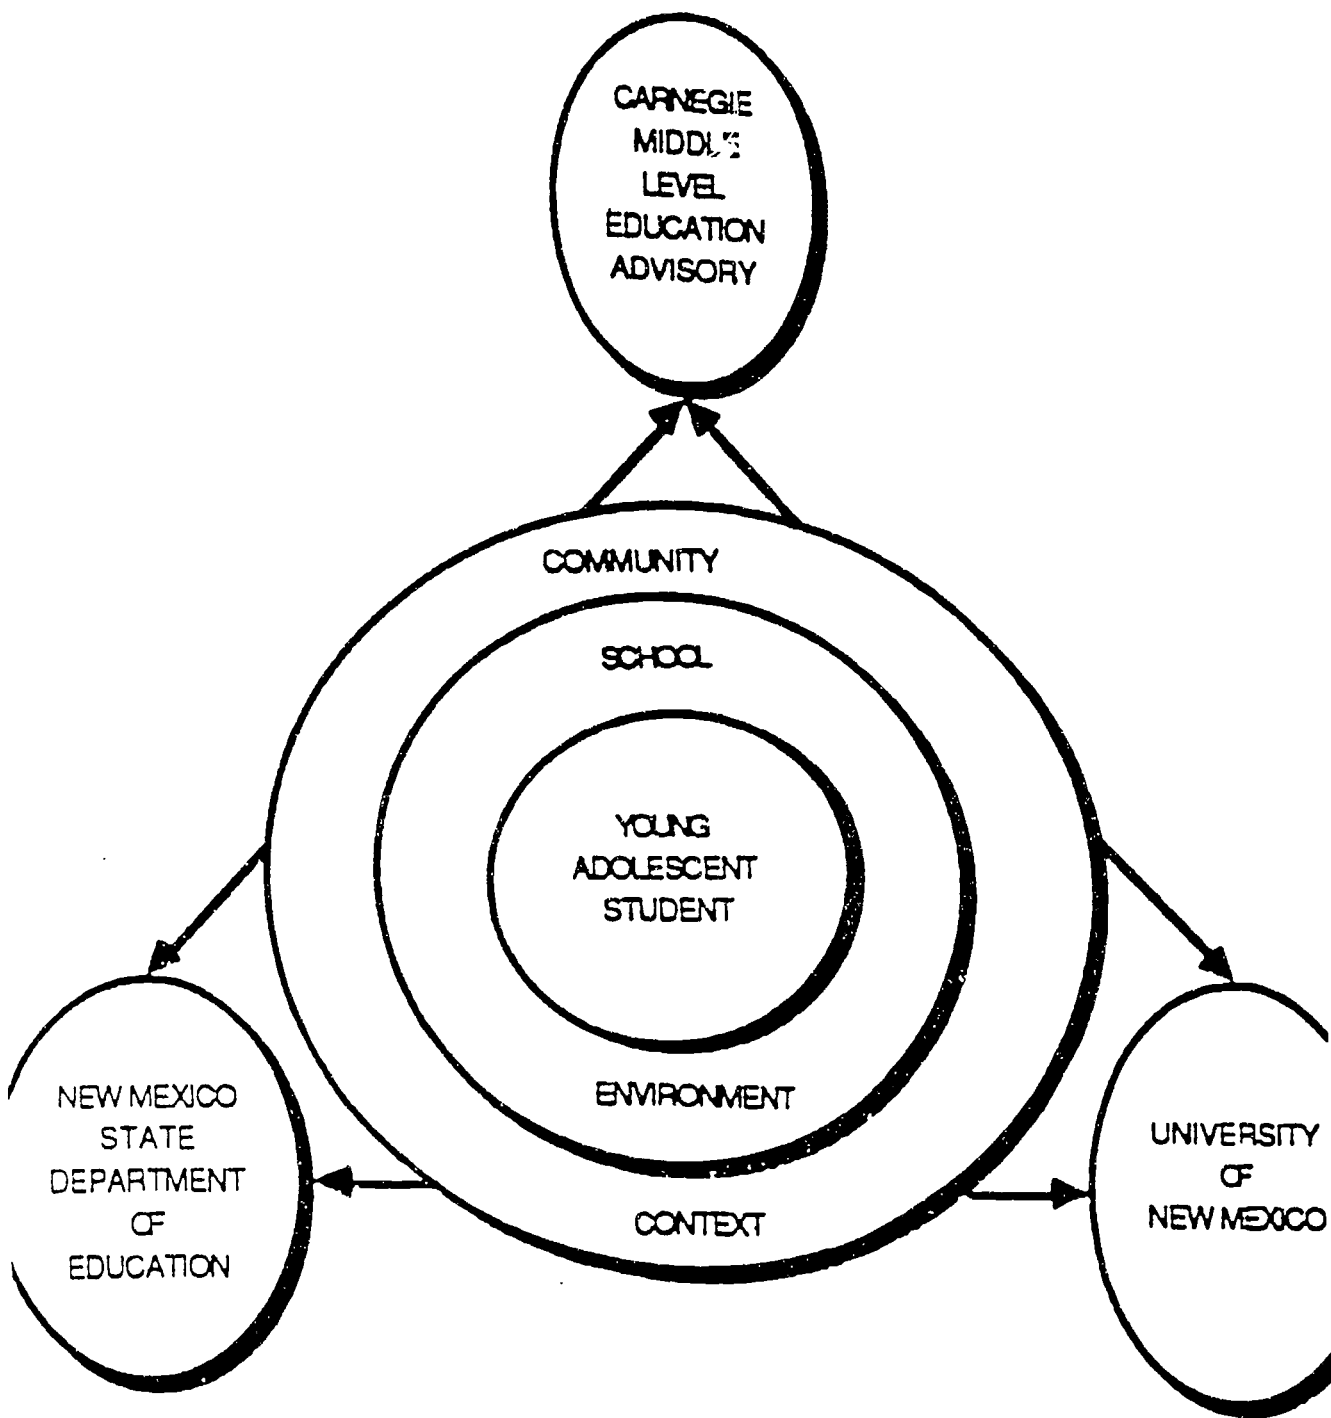 CARNEGIE
MIDDLE
LEVEL
EDUCATION
ADVISORY
COMMUNITY
SCHOOL
YOUNG
ADOLESCENT
STUDENT
ENVIRONMENT
CONTEXT
NEW MEXICO
STATE
DEPARTMENT
OF
EDUCATION
UNIVERSITY
OF
NEW MEXICO